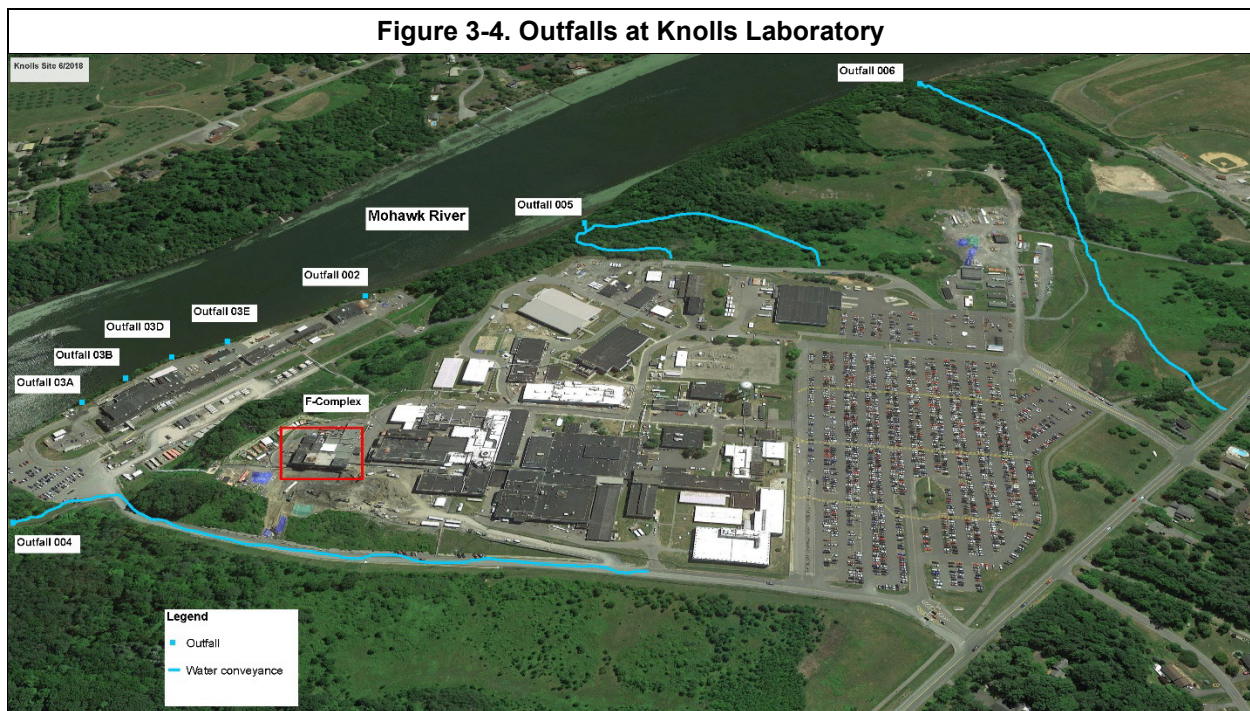 Figure 3-4. Outfalls at Knolls Laboratory
Knolls Site 6/2018
Outfall 006
Outfall 005
Mohawk River
Outfall 002
Outfall 03E
Outfall 03D
Outfall 03B
Outfall 03A
F-Complex
Outfall 004
Legend
Outfall
Water conveyance